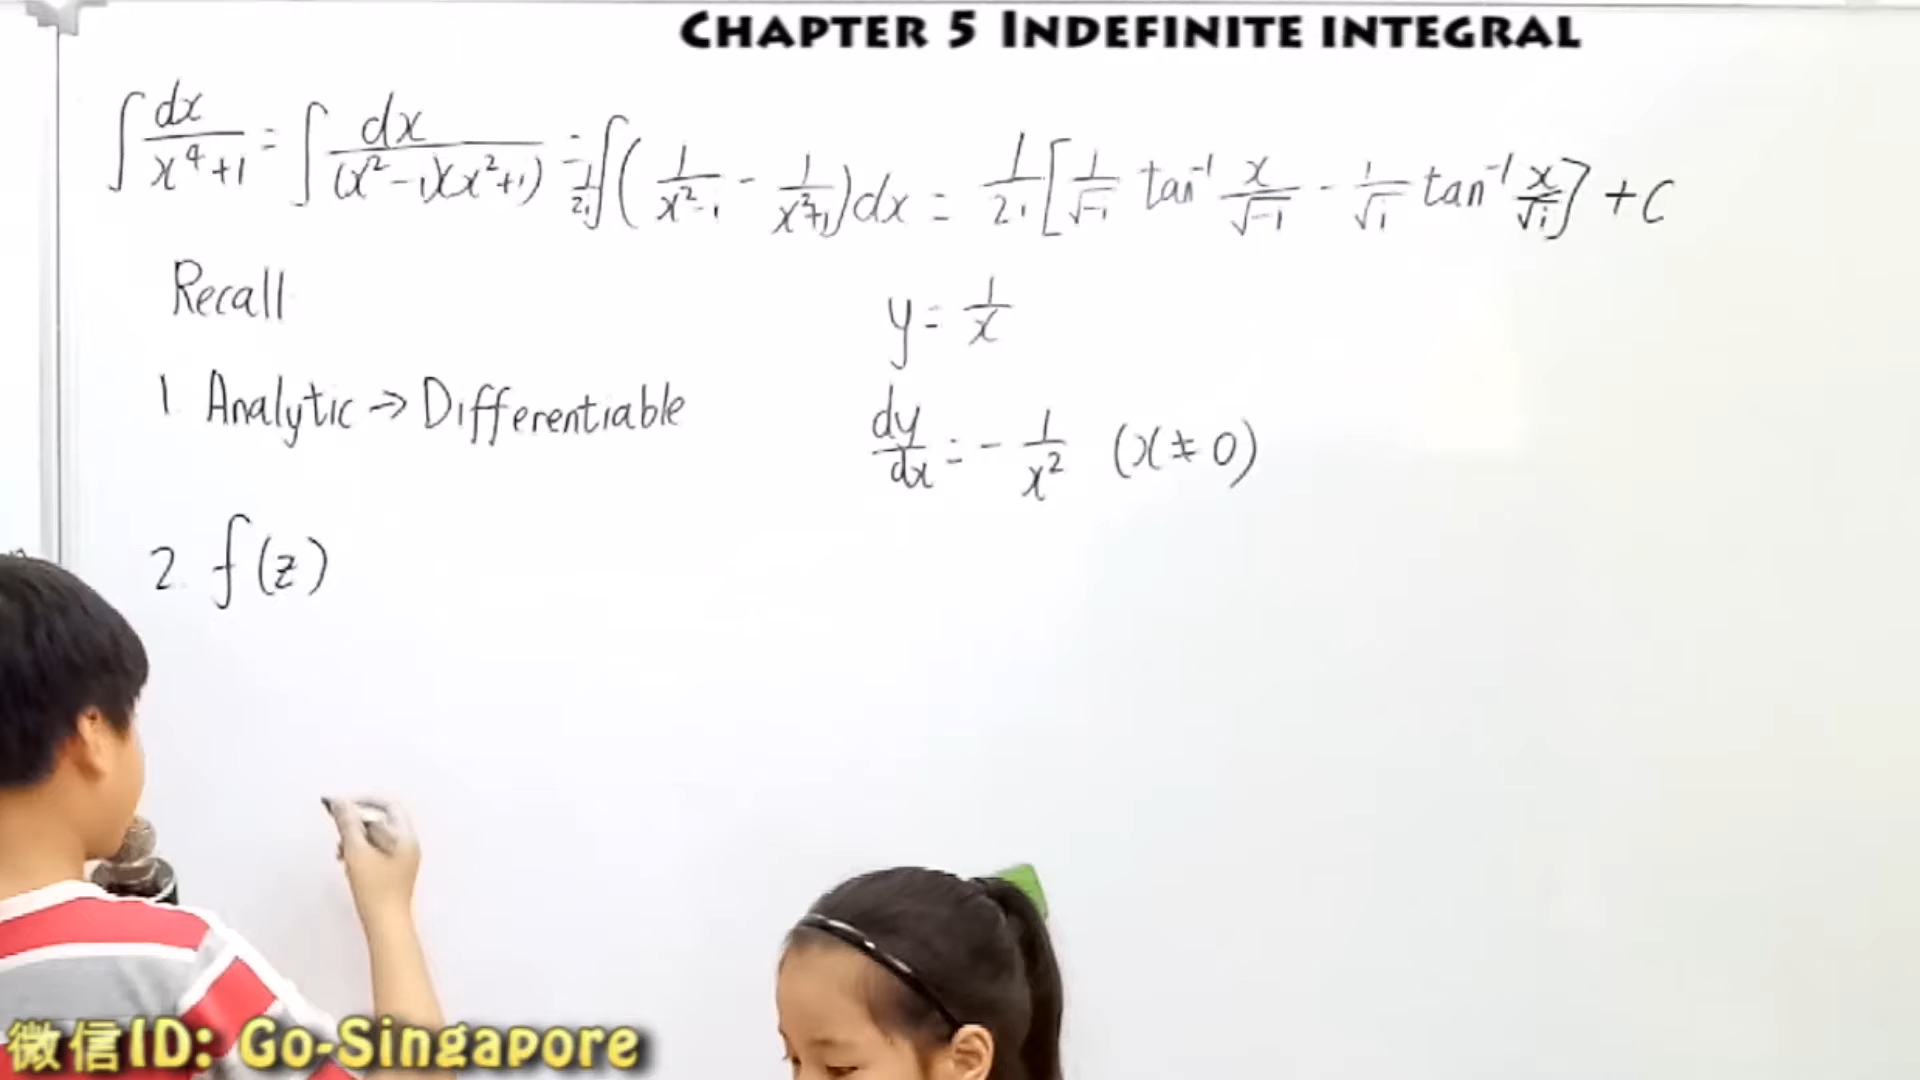 CHAPTER 5 INDEFINITE INTEGRAL
∫ dx/(x⁴+1) = ∫ dx/((x²-i)(x²+i)) = 1/2i ∫ (1/(x²-i) - 1/(x²+i)) dx = 1/2i [1/√-i tan⁻¹ x/√-i - 1/√i tan⁻¹ x/√i] + C
Recall
y = 1/x
1. Analytic → Differentiable
dy/dx = - 1/x² (x ≠ 0)
2. f(z)
微信ID: Go-Singapore